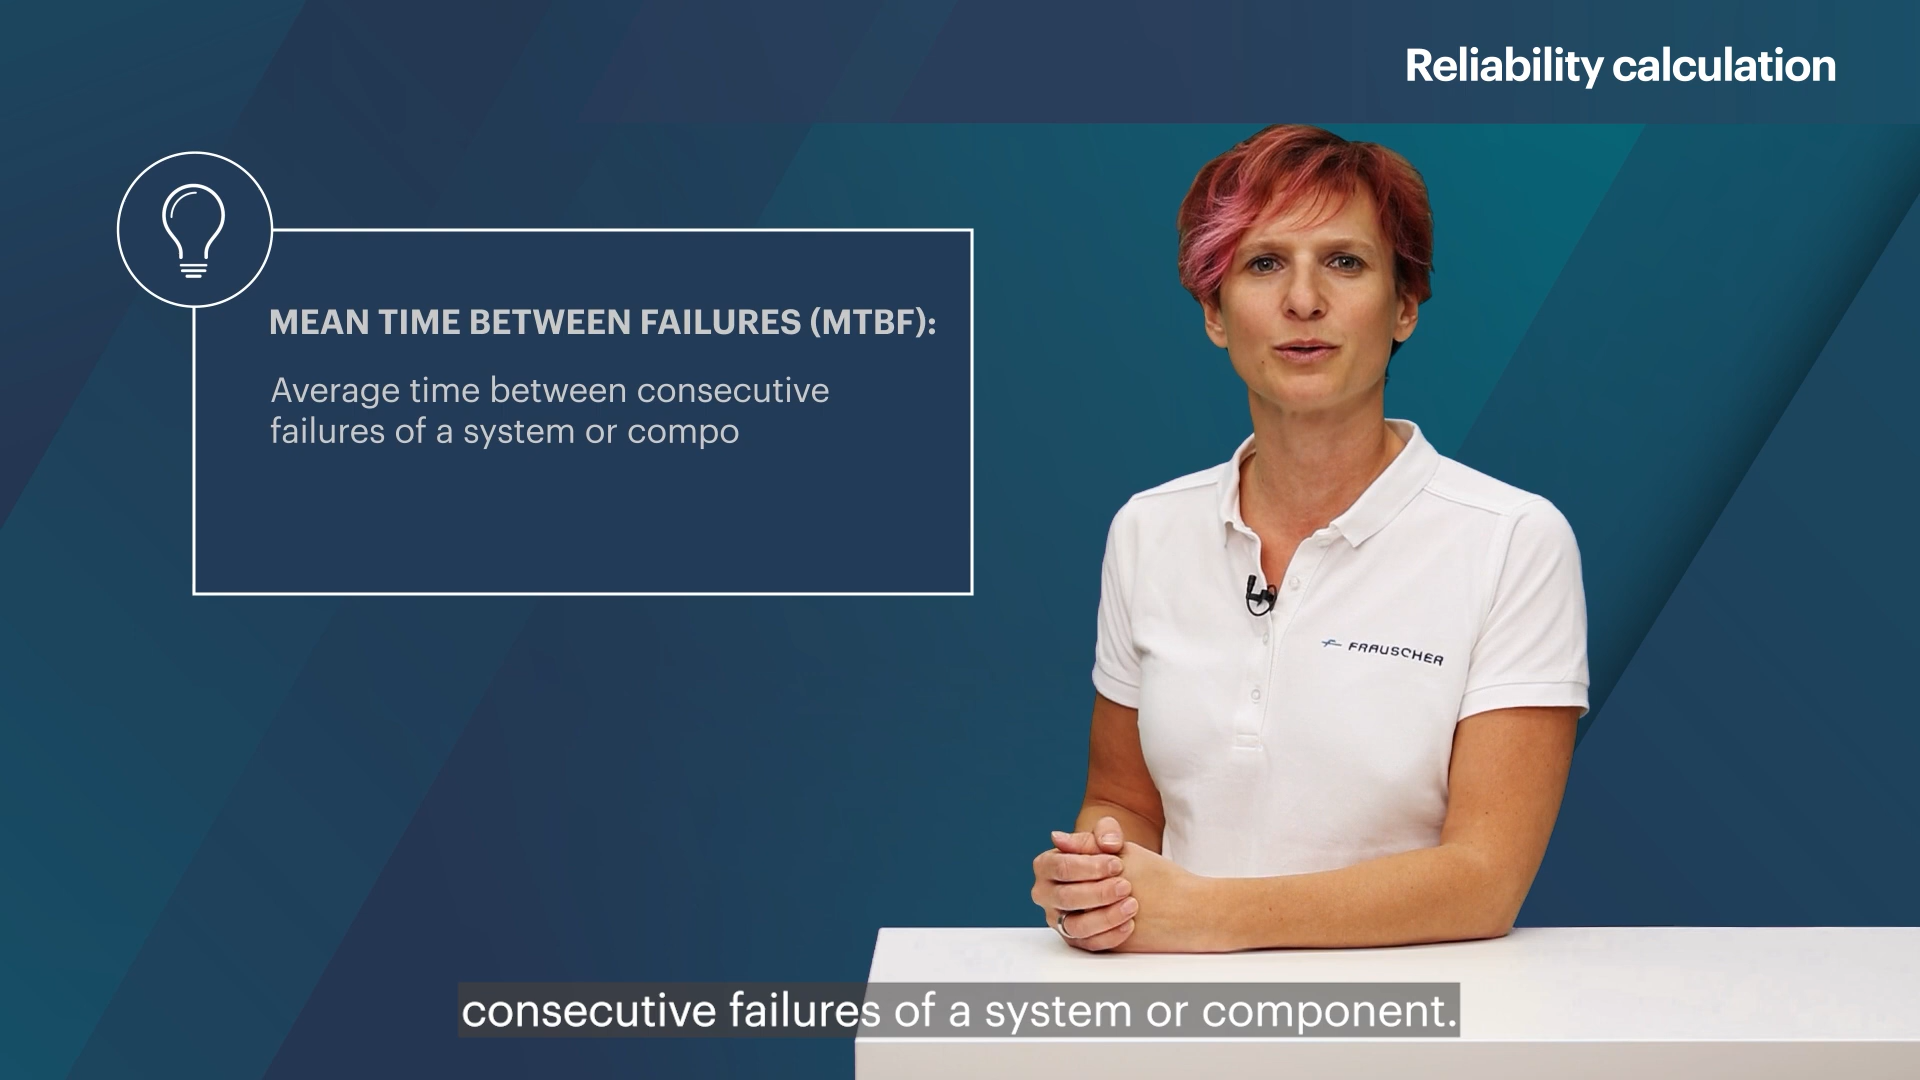 Reliability calculation
MEAN TIME BETWEEN FAILURES (MTBF):
Average time between consecutive
failures of a system or compo
FRAUSCHER
consecutive failures of a system or component.